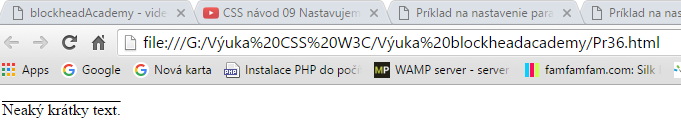 blockheadAcademy - vide
CSS návod 09 Nastavujem
Príklad na nastavenie para
Príklad na nas
file:///G:/Výuka%20CSS%20W3C/Výuka%20blockheadacademy/Pr36.html
Apps
Google
Nová karta
Instalace PHP do poči
WAMP server - server
famfamfam.com: Silk I
Neaký krátky text.